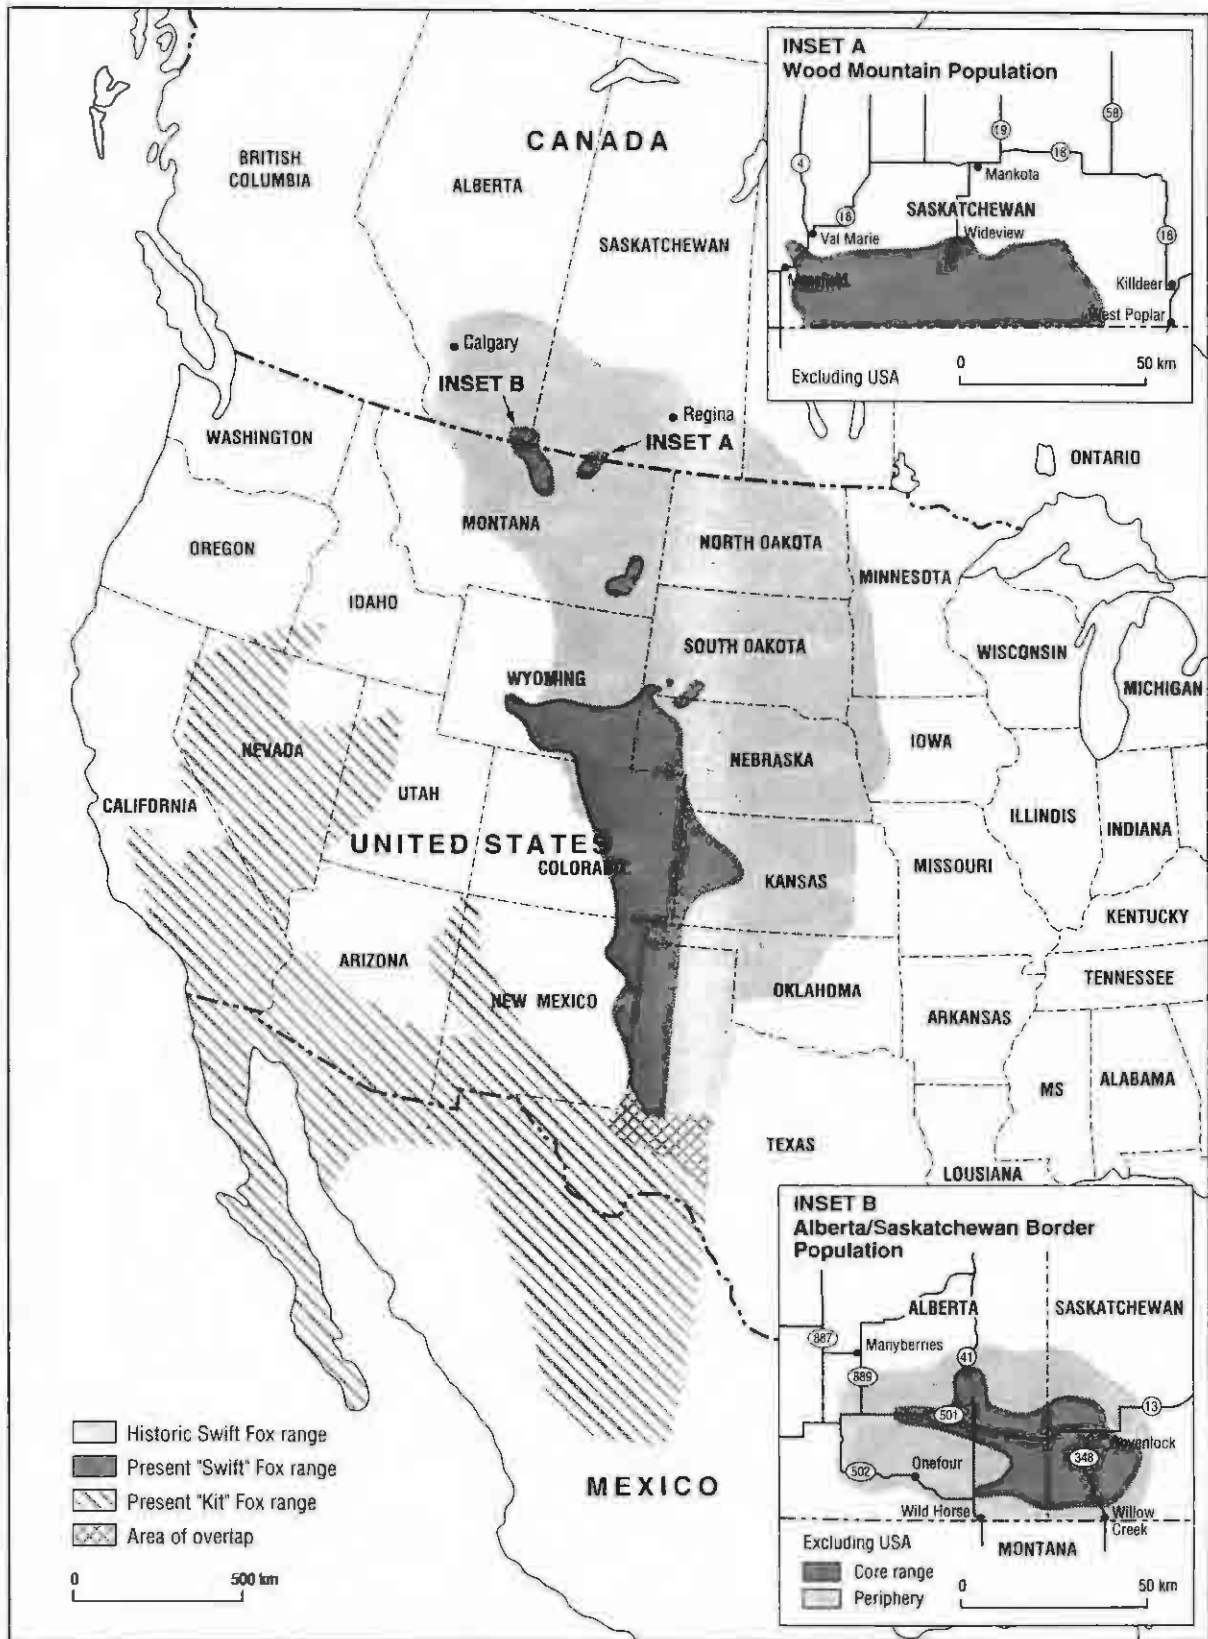 INSET A
Wood Mountain Population
58
19
4
18
Mankota
SASKATCHEWAN
18
Val Marie
Wideview
18
Killdeer
West Poplar
Excluding USA
0
50 km
CANADA
BRITISH
COLUMBIA
ALBERTA
SASKATCHEWAN
Calgary
INSET B
Regina
INSET A
WASHINGTON
ONTARIO
MONTANA
NORTH DAKOTA
OREGON
MINNESOTA
IDAHO
SOUTH DAKOTA
WISCONSIN
WYOMING
MICHIGAN
NEVADA
IOWA
NEBRASKA
UTAH
CALIFORNIA
ILLINOIS
INDIANA
UNITED STATES
COLORADO
KANSAS
MISSOURI
KENTUCKY
ARIZONA
TENNESSEE
NEW MEXICO
OKLAHOMA
ARKANSAS
MS
ALABAMA
TEXAS
LOUSIANA
INSET B
Alberta/Saskatchewan Border
Population
ALBERTA
SASKATCHEWAN
887
Manyberries
41
889
501
13
348
502
Onefour
Wild Horse
Willow
Creek
MONTANA
Excluding USA
Core range
Periphery
0
50 km
Historic Swift Fox range
Present "Swift" Fox range
Present "Kit" Fox range
Area of overlap
0
500 km
MEXICO